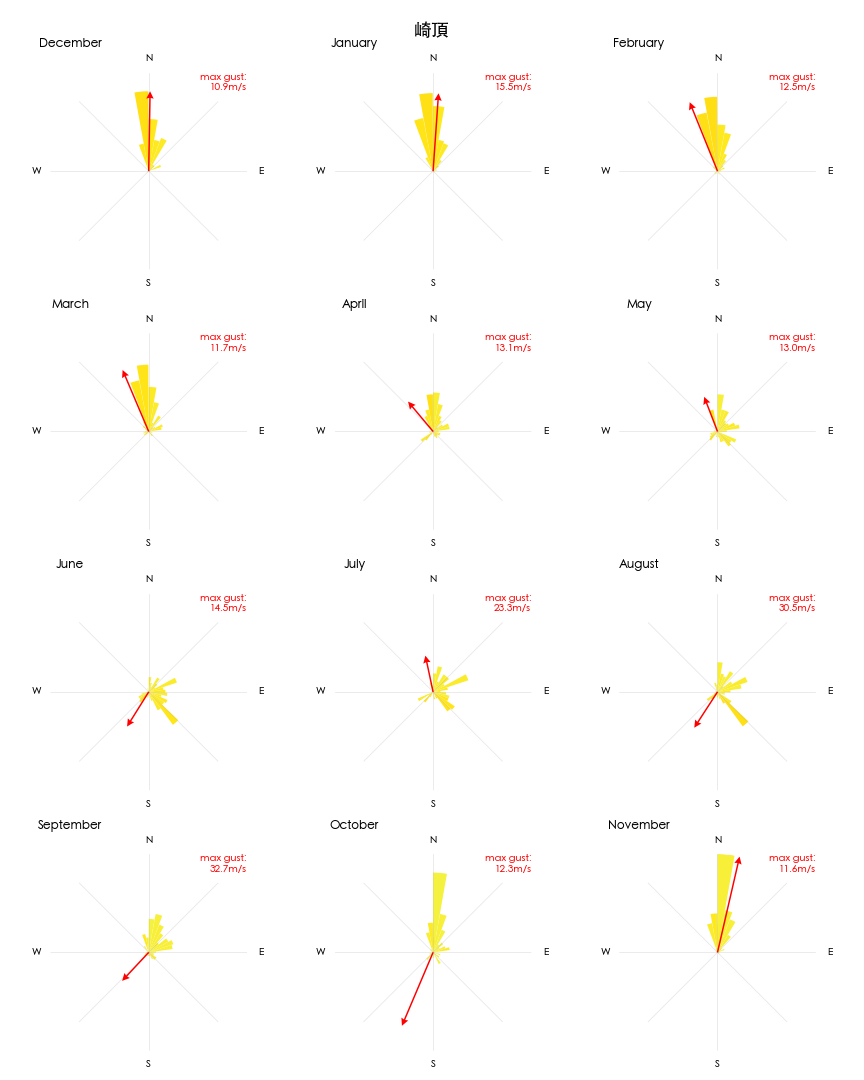 崎頂
December
N
max gust:
10.9m/s
W
E
S
January
N
max gust:
15.5m/s
W
E
S
February
N
max gust:
12.5m/s
W
E
S
March
N
max gust:
11.7m/s
W
E
S
April
N
max gust:
13.1m/s
W
E
S
May
N
max gust:
13.0m/s
W
E
S
June
N
max gust:
14.5m/s
W
E
S
July
N
max gust:
23.3m/s
W
E
S
August
N
max gust:
30.5m/s
W
E
S
September
N
max gust:
32.7m/s
W
E
S
October
N
max gust:
12.3m/s
W
E
S
November
N
max gust:
11.6m/s
W
E
S